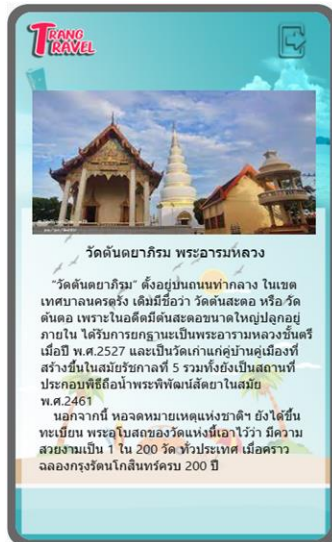 TRANG
TRAVEL
วัดตันตยาภิรม พระอารมหลวง
"วัดตันตยาภิรม" ตั้งอยู่บนถนนท่ากลาง ในเขต
เทศบาลนครตรัง เดิมมีชื่อว่า วัดต้นสะตอ หรือ วัด
ต้นตอ เพราะในอดีตมีต้นสะตอขนาดใหญ่ปลูกอยู่
ภายใน ได้รับการยกฐานะเป็นพระอารามหลวงชั้นตรี
เมื่อปี พ.ศ.2527 และเป็นวัดเก่าแก่คู่บ้านคู่เมืองที่
สร้างขึ้นในสมัยรัชกาลที่ 5 รวมทั้งยังเป็นสถานที่
ประกอบพิธีถือน้ำพระพิพัฒน์สัตยาในสมัย
พ.ศ.2461
นอกจากนี้ หอจดหมายเหตุแห่งชาติฯ ยังได้ขึ้น
ทะเบียน พระอุโบสถของวัดแห่งนี้เอาไว้ว่า มีความ
สวยงามเป็น 1 ใน 200 วัด ทั่วประเทศ เมื่อคราว
ฉลองกรุงรัตนโกสินทร์ครบ 200 ปี